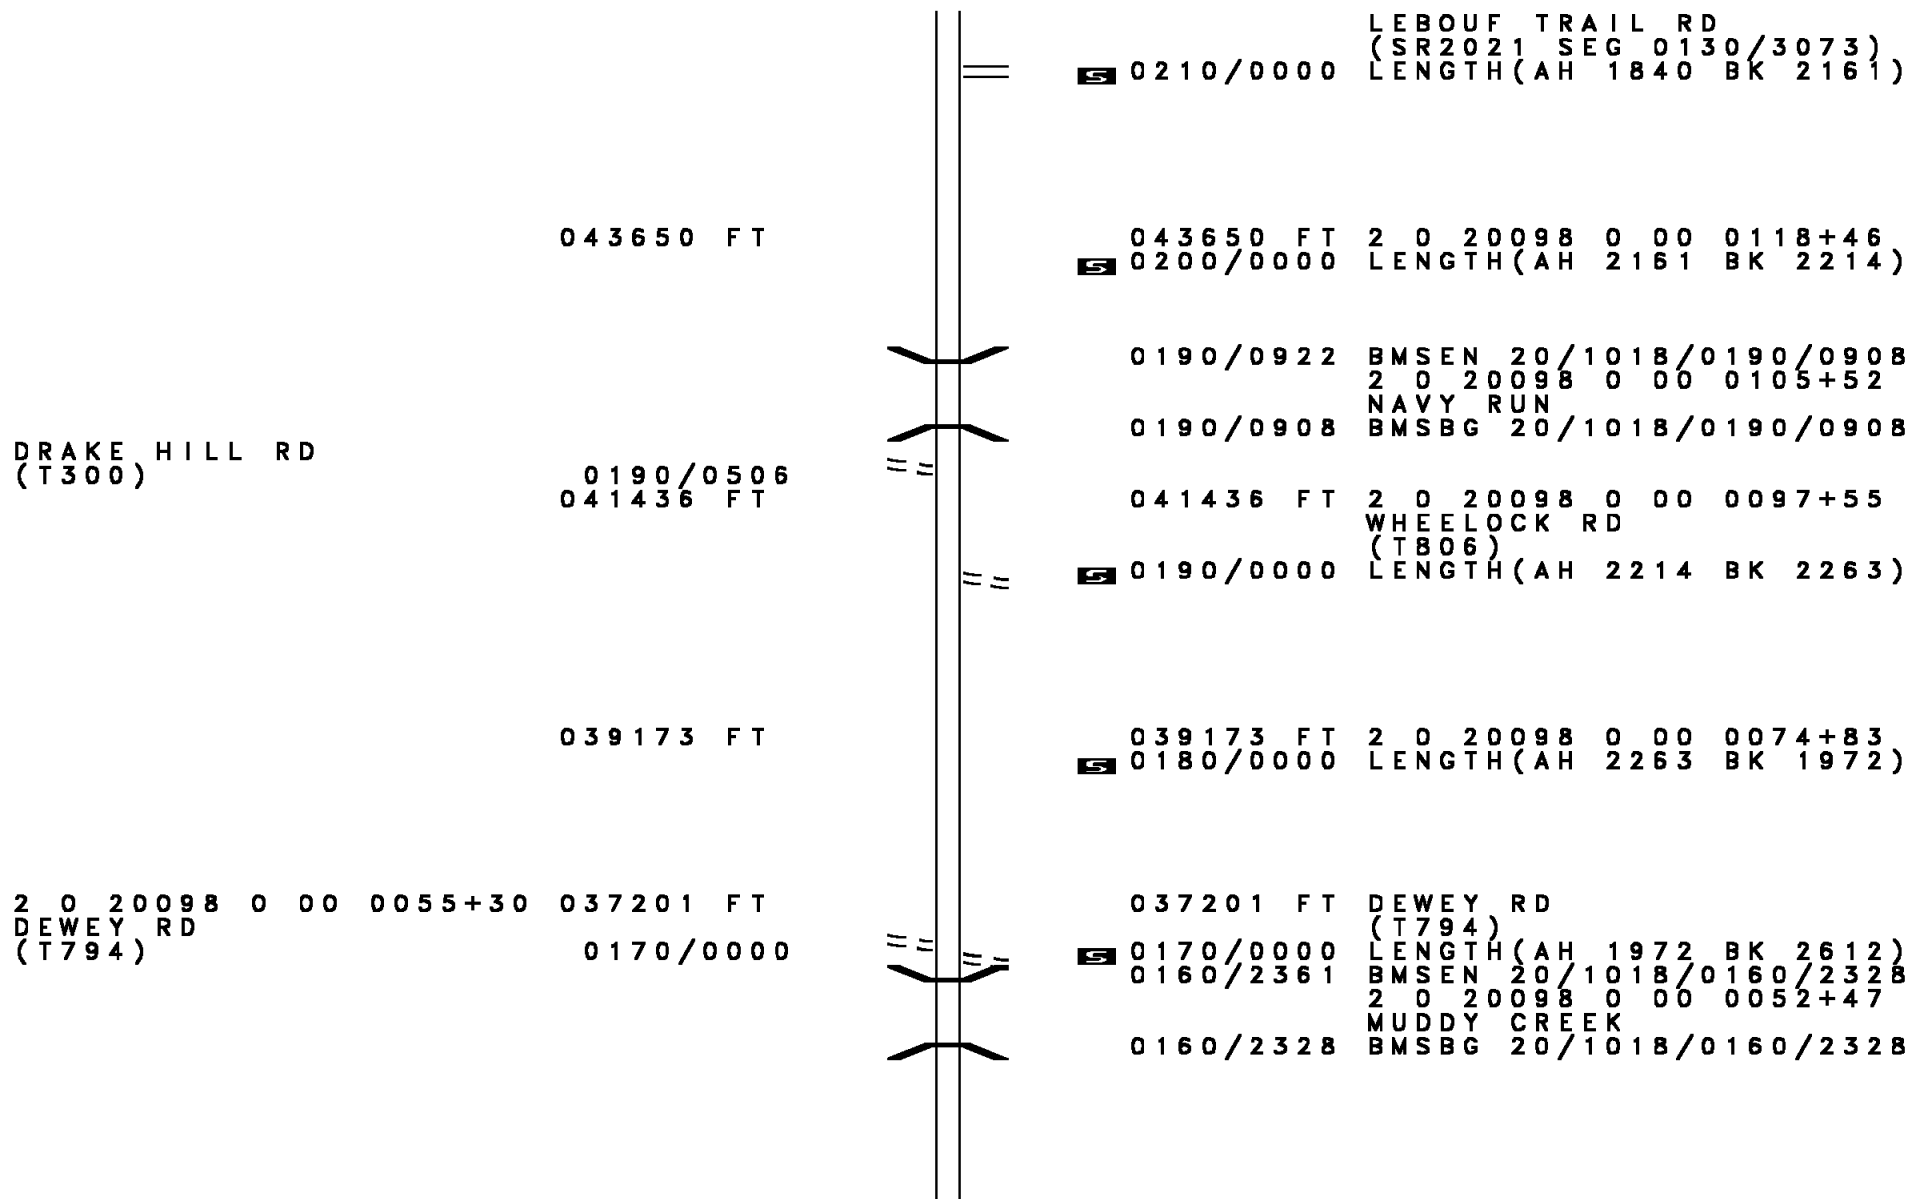 LEBOUF TRAIL RD
(SR2021 SEG 0130/3073)
S 0210/0000 LENGTH(AH 1840 BK 2161)
043650 FT 043650 FT 2 0 20098 0 00 0118+46
S 0200/0000 LENGTH(AH 2161 BK 2214)
0190/0922 BMSEN 20/1018/0190/0908
2 0 20098 0 00 0105+52
NAVY RUN
0190/0908 BMSBG 20/1018/0190/0908
DRAKE HILL RD
(T300) 0190/0506
041436 FT 041436 FT 2 0 20098 0 00 0097+55
WHEELOCK RD
(T806)
S 0190/0000 LENGTH(AH 2214 BK 2263)
039173 FT 039173 FT 2 0 20098 0 00 0074+83
S 0180/0000 LENGTH(AH 2263 BK 1972)
2 0 20098 0 00 0055+30 037201 FT 037201 FT DEWEY RD
DEWEY RD (T794)
(T794) 0170/0000 S 0170/0000 LENGTH(AH 1972 BK 2612)
0160/2361 BMSEN 20/1018/0160/2328
2 0 20098 0 00 0052+47
MUDDY CREEK
0160/2328 BMSBG 20/1018/0160/2328